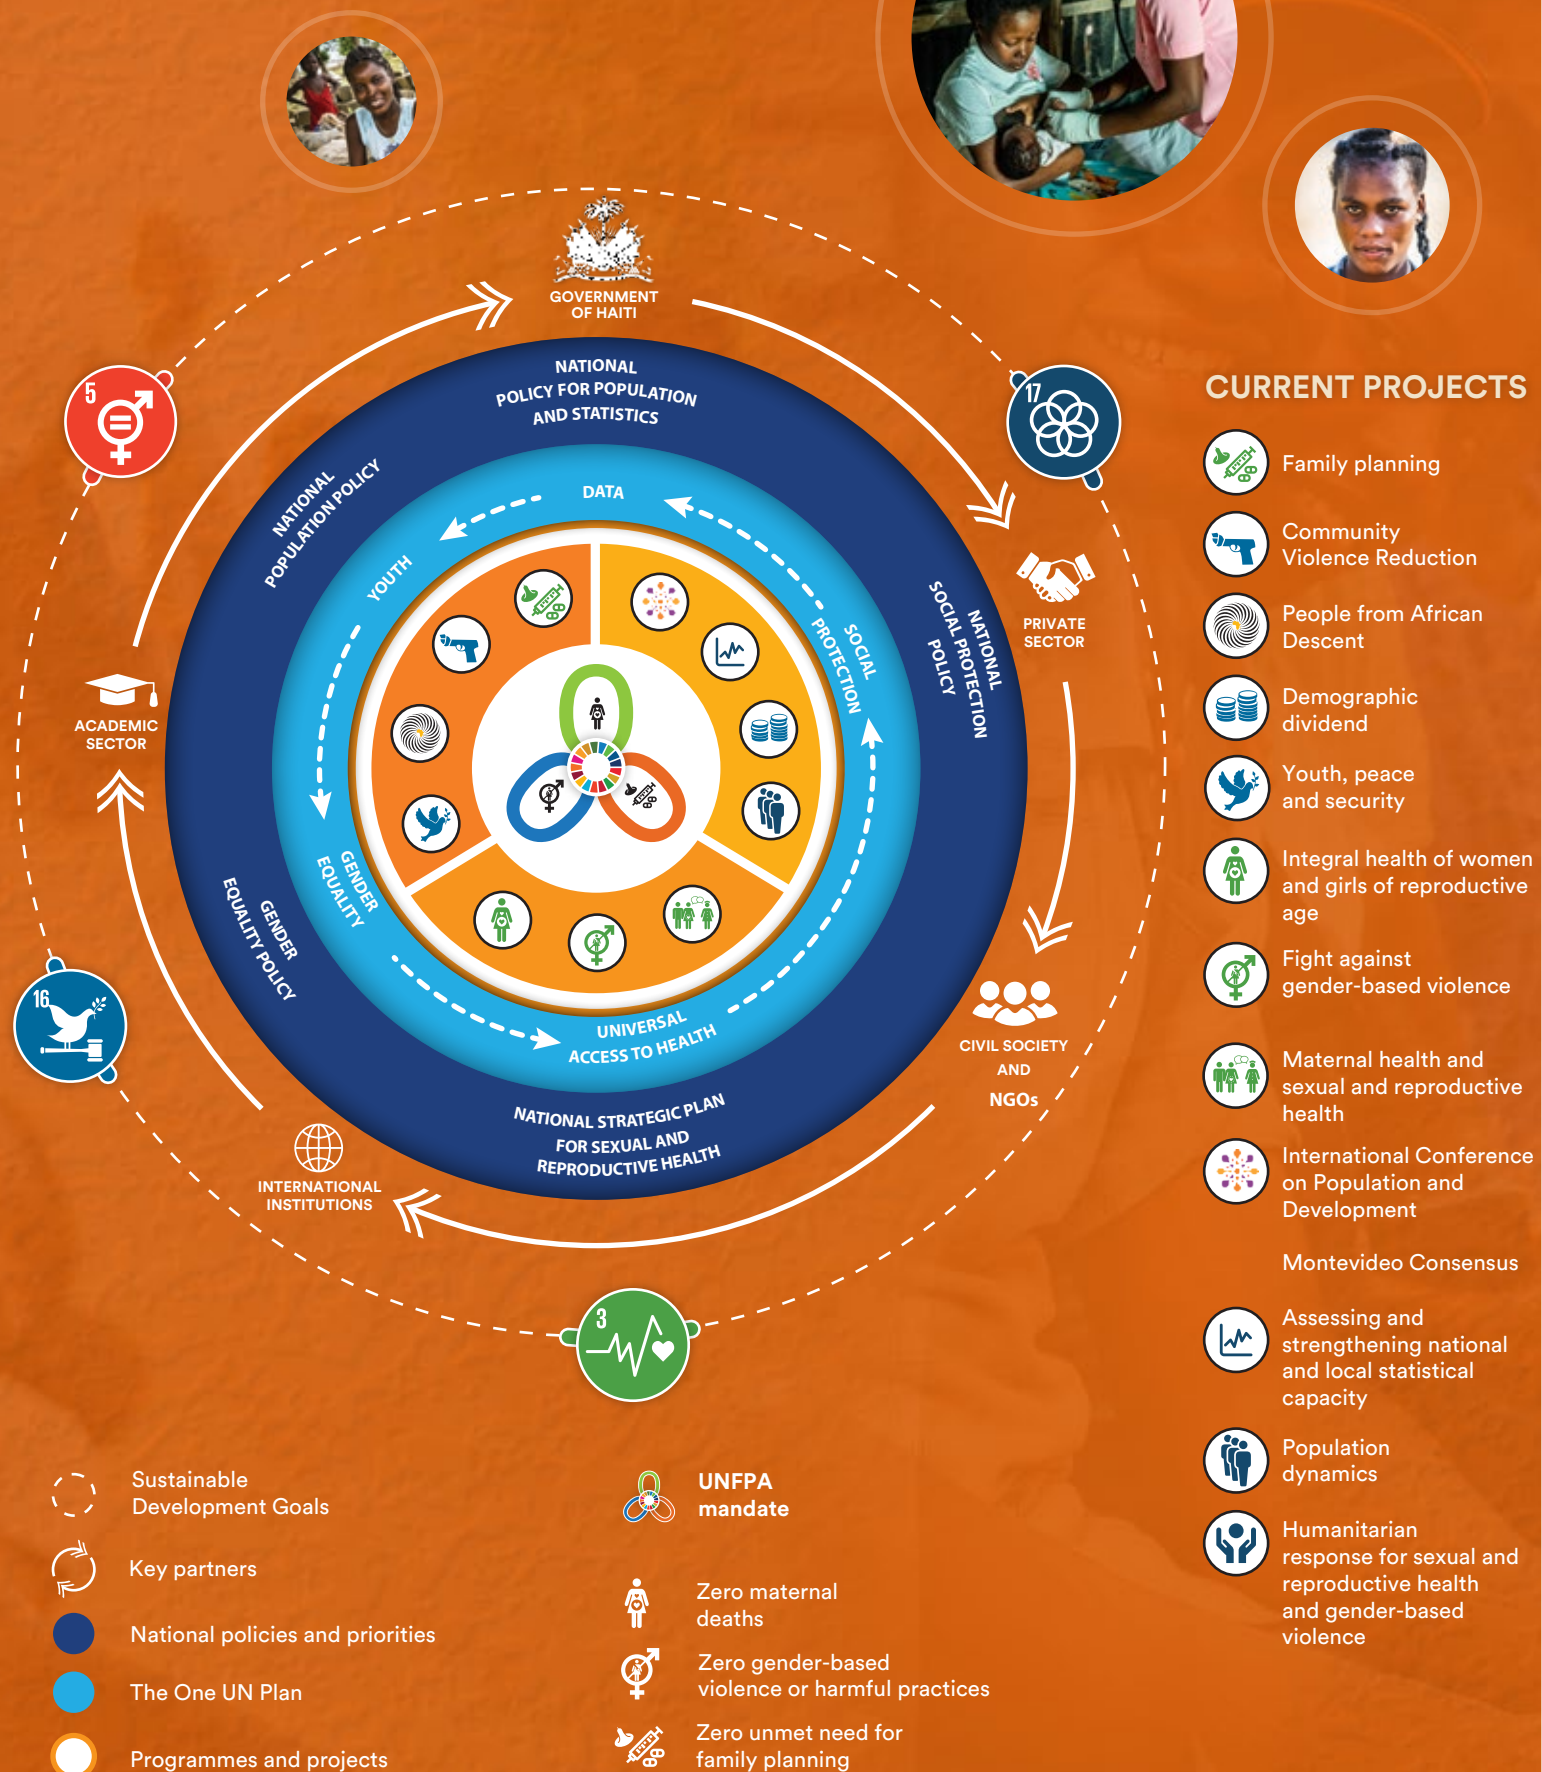 GOVERNMENT
OF HAITI
5
17
NATIONAL
POLICY FOR POPULATION
AND STATISTICS
NATIONAL
POPULATION POLICY
DATA
YOUTH
SOCIAL
PROTECTION
NATIONAL
SOCIAL PROTECTION
POLICY
PRIVATE
SECTOR
ACADEMIC
SECTOR
GENDER
EQUALITY
GENDER
EQUALITY POLICY
16
UNIVERSAL
ACCESS TO HEALTH
CIVIL SOCIETY
AND
NGOs
NATIONAL STRATEGIC PLAN
FOR SEXUAL AND
REPRODUCTIVE HEALTH
INTERNATIONAL
INSTITUTIONS
3
CURRENT PROJECTS
Family planning
Community
Violence Reduction
People from African
Descent
Demographic
dividend
Youth, peace
and security
Integral health of women
and girls of reproductive
age
Fight against
gender-based violence
Maternal health and
sexual and reproductive
health
International Conference
on Population and
Development
Montevideo Consensus
Assessing and
strengthening national
and local statistical
capacity
Population
dynamics
Humanitarian
response for sexual and
reproductive health
and gender-based
violence
Sustainable
Development Goals
Key partners
National policies and priorities
The One UN Plan
Programmes and projects
UNFPA
mandate
Zero maternal
deaths
Zero gender-based
violence or harmful practices
Zero unmet need for
family planning